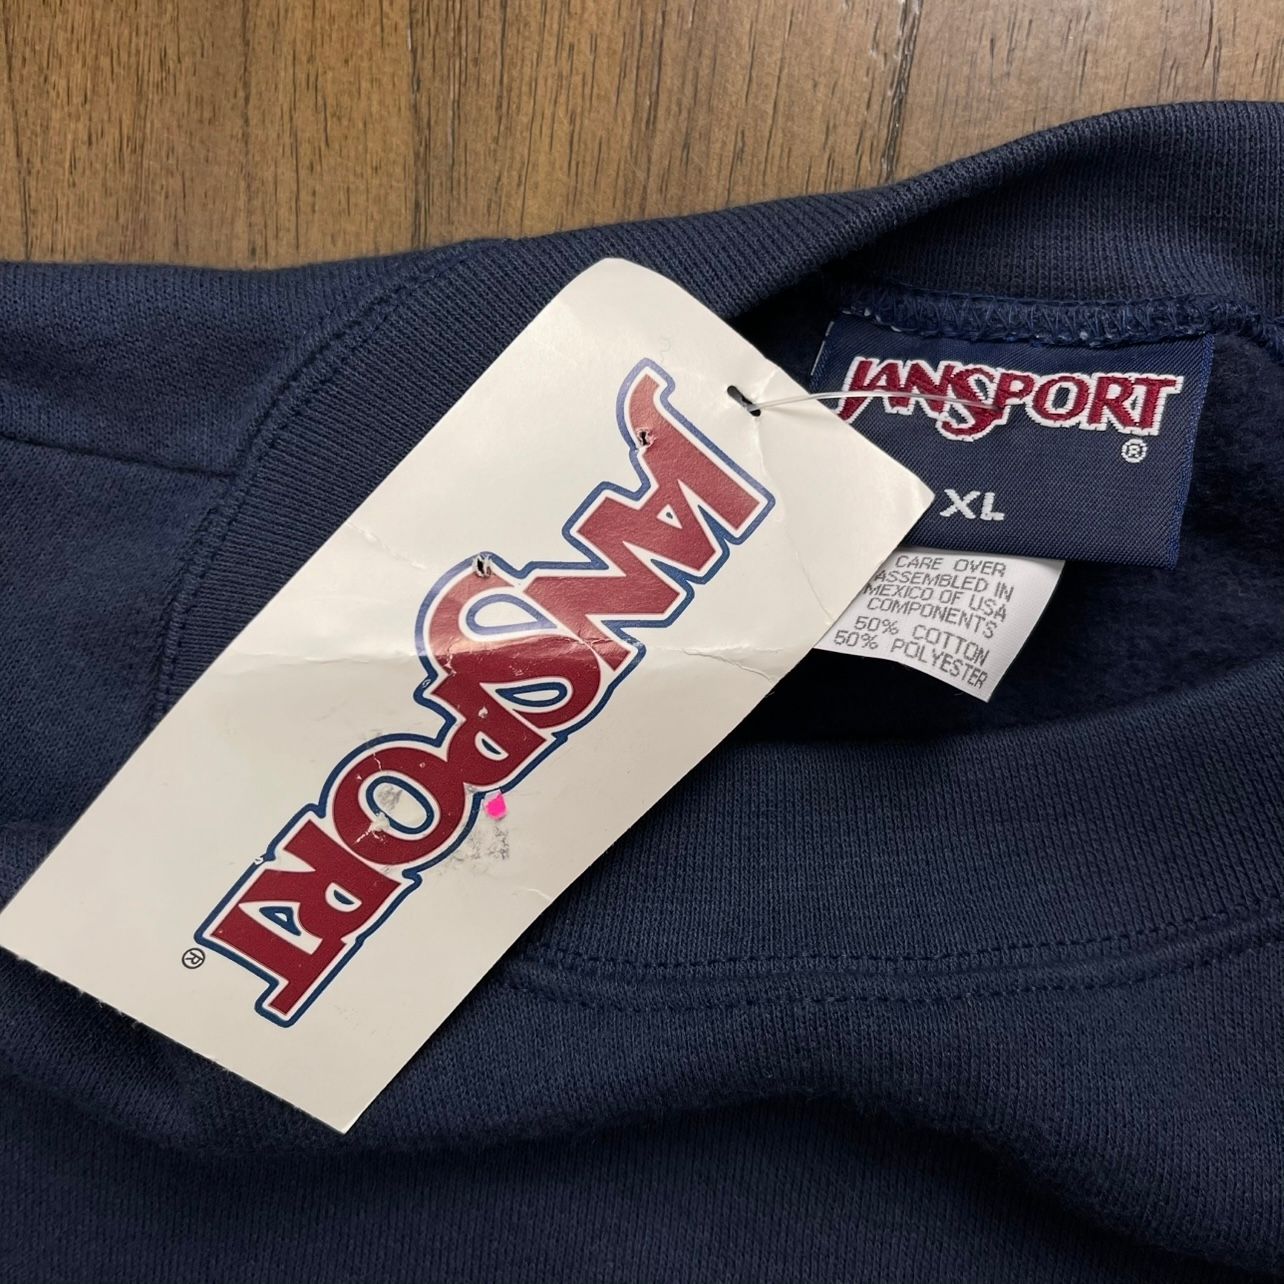 JANSPORT
®
JANSPORT
®
XL
CARE OVER
ASSEMBLED IN
MEXICO OF USA
COMPONENTS
50% COTTON
50% POLYESTER